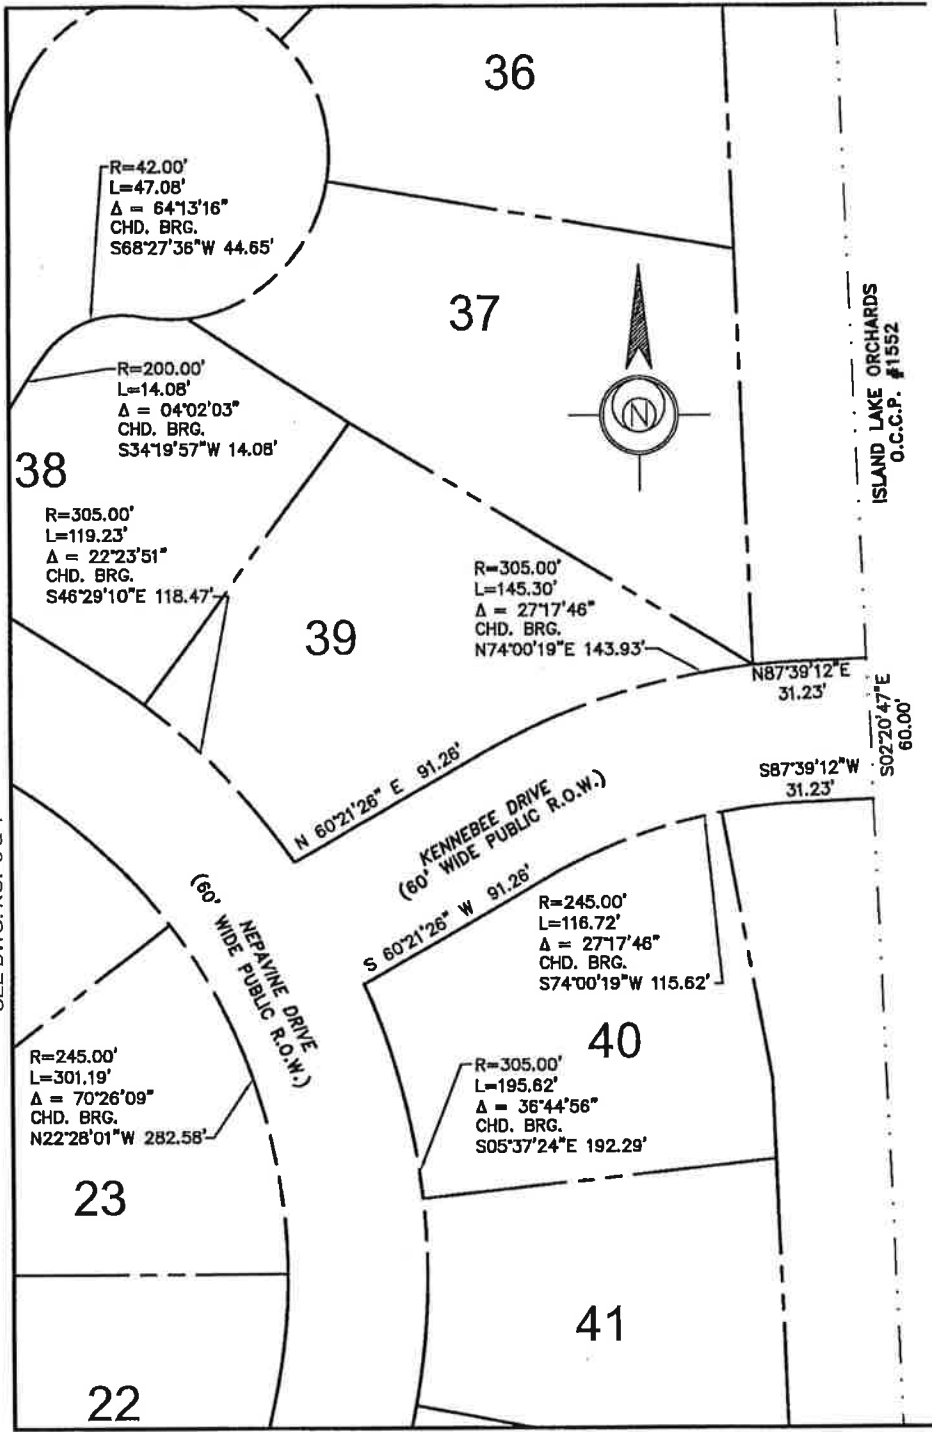 36
R=42.00'
L=47.08'
Δ = 64°13'16"
CHD. BRG.
S68°27'36"W 44.65'
37
ISLAND LAKE ORCHARDS
O.C.C.P. #1552
R=200.00'
L=14.08'
Δ = 04°02'03"
CHD. BRG.
S34°19'57"W 14.08'
38
N
R=305.00'
L=119.23'
Δ = 22°23'51"
CHD. BRG.
S46°29'10"E 118.47'
39
R=305.00'
L=145.30'
Δ = 27°17'46"
CHD. BRG.
N74°00'19"E 143.93'
N87°39'12"E
31.23'
S02°20'47"E
60.00'
S87°39'12"W
31.23'
N 60°21'26" E 91.26'
KENNEBEE DRIVE
(60' WIDE PUBLIC R.O.W.)
S 60°21'26" W 91.26'
NEPAVINE DRIVE
(60' WIDE PUBLIC R.O.W.)
R=245.00'
L=116.72'
Δ = 27°17'46"
CHD. BRG.
S74°00'19"W 115.62'
40
R=245.00'
L=301.19'
Δ = 70°26'09"
CHD. BRG.
N22°28'01"W 282.58'
R=305.00'
L=195.62'
Δ = 36°44'56"
CHD. BRG.
S05°37'24"E 192.29'
23
41
22